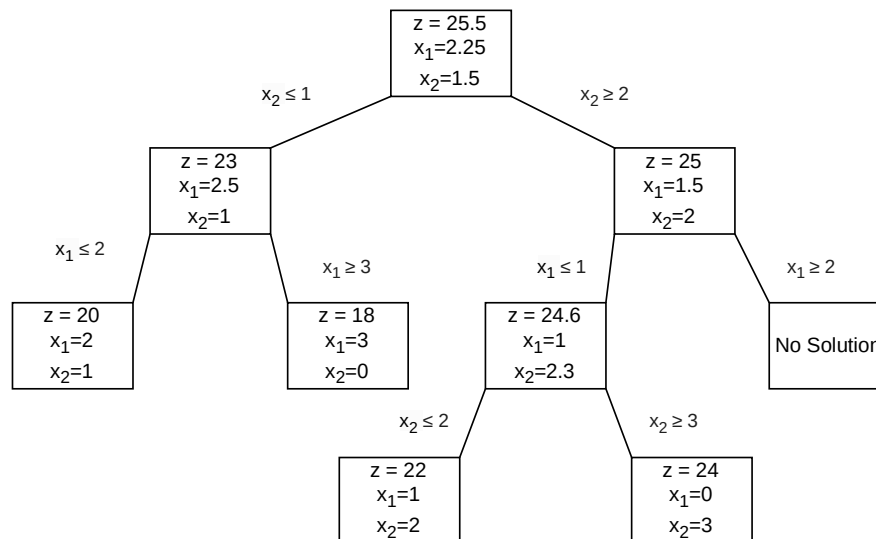 z = 25.5
x₁=2.25
x₂=1.5
x₂ ≤ 1
x₂ ≥ 2
z = 23
x₁=2.5
x₂=1
z = 25
x₁=1.5
x₂=2
x₁ ≤ 2
x₁ ≥ 3
x₁ ≤ 1
x₁ ≥ 2
z = 20
x₁=2
x₂=1
z = 18
x₁=3
x₂=0
z = 24.6
x₁=1
x₂=2.3
No Solution
x₂ ≤ 2
x₂ ≥ 3
z = 22
x₁=1
x₂=2
z = 24
x₁=0
x₂=3